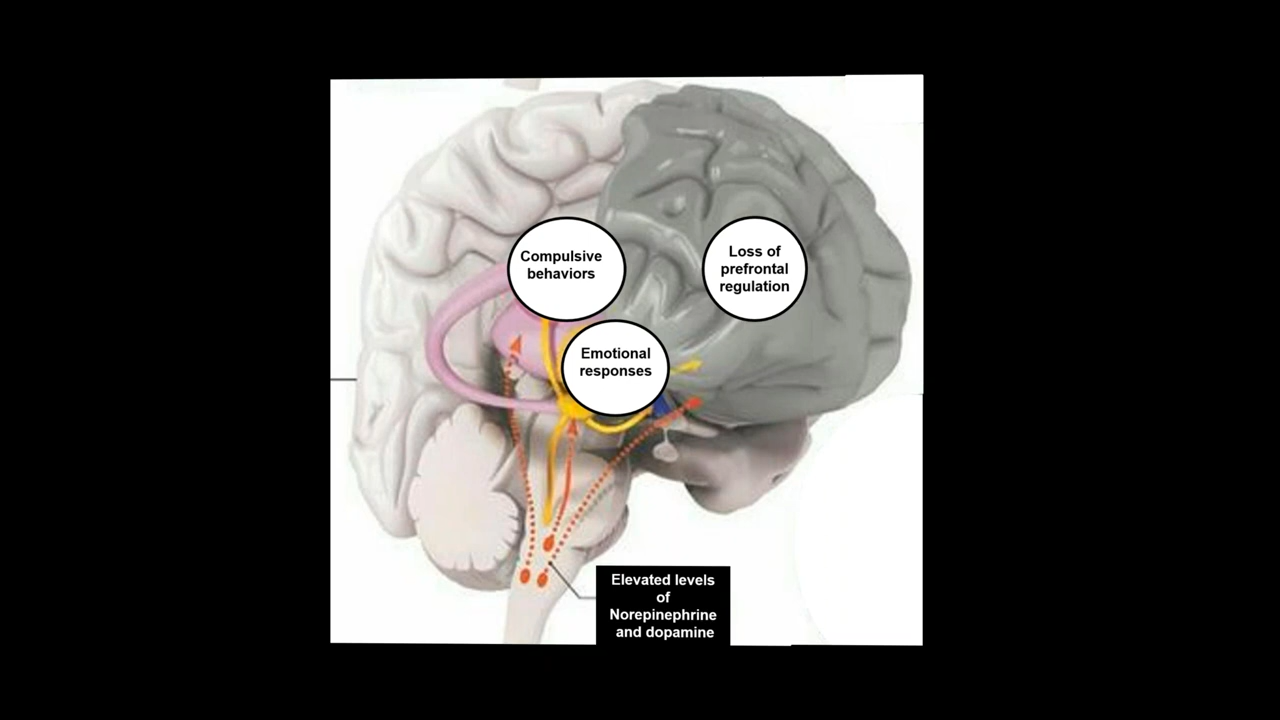 Compulsive
behaviors
Loss of
prefrontal
regulation
Emotional
responses
Elevated levels
of
Norepinephrine
and dopamine